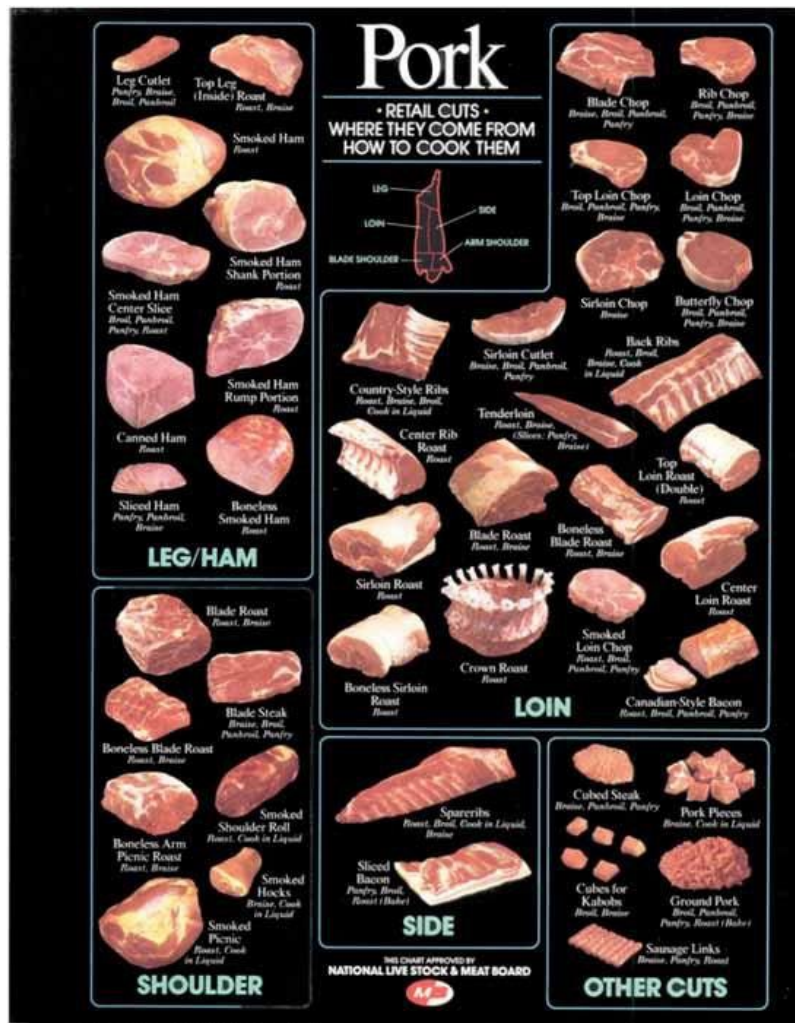 Pork
• RETAIL CUTS •
WHERE THEY COME FROM
HOW TO COOK THEM
LEG
LOIN
SIDE
ARM SHOULDER
BLADE SHOULDER
Leg Cutlet
Panfry, Braise,
Broil, Panbroil
Top Leg
(Inside) Roast
Roast, Braise
Smoked Ham
Roast
Smoked Ham
Shank Portion
Roast
Smoked Ham
Center Slice
Broil, Panbroil,
Panfry, Roast
Smoked Ham
Rump Portion
Roast
Canned Ham
Roast
Sliced Ham
Panfry, Panbroil,
Braise
Boneless
Smoked Ham
Roast
LEG/HAM
Blade Chop
Braise, Broil, Panbroil,
Panfry
Rib Chop
Broil, Panbroil,
Panfry, Braise
Top Loin Chop
Broil, Panbroil, Panfry,
Braise
Loin Chop
Broil, Panbroil,
Panfry, Braise
Sirloin Chop
Braise
Butterfly Chop
Broil, Panbroil,
Panfry, Braise
Country-Style Ribs
Roast, Braise, Broil,
Cook in Liquid
Sirloin Cutlet
Braise, Broil, Panbroil,
Panfry
Back Ribs
Roast, Broil,
Braise, Cook
in Liquid
Center Rib
Roast
Roast
Tenderloin
Roast, Braise,
(Slices: Panfry,
Braise)
Top
Loin Roast
(Double)
Roast
Blade Roast
Roast, Braise
Boneless
Blade Roast
Roast, Braise
Sirloin Roast
Roast
Center
Loin Roast
Roast
Boneless Sirloin
Roast
Roast
Crown Roast
Roast
Smoked
Loin Chop
Roast, Broil,
Panbroil, Panfry
Canadian-Style Bacon
Roast, Broil, Panbroil, Panfry
LOIN
Blade Roast
Roast, Braise
Blade Steak
Braise, Broil,
Panbroil, Panfry
Boneless Blade Roast
Roast, Braise
Smoked
Shoulder Roll
Roast, Cook in Liquid
Boneless Arm
Picnic Roast
Roast, Braise
Smoked
Hocks
Braise, Cook
in Liquid
Smoked
Picnic
Roast, Cook
in Liquid
SHOULDER
Spareribs
Roast, Broil, Cook in Liquid,
Braise
Sliced
Bacon
Panfry, Broil,
Roast (Bake)
SIDE
THIS CHART APPROVED BY
NATIONAL LIVE STOCK & MEAT BOARD
Cubed Steak
Braise, Panbroil, Panfry
Pork Pieces
Braise, Cook in Liquid
Cubes for
Kabobs
Broil, Braise
Ground Pork
Broil, Panbroil,
Panfry, Roast (Bake)
Sausage Links
Braise, Panfry, Roast
OTHER CUTS